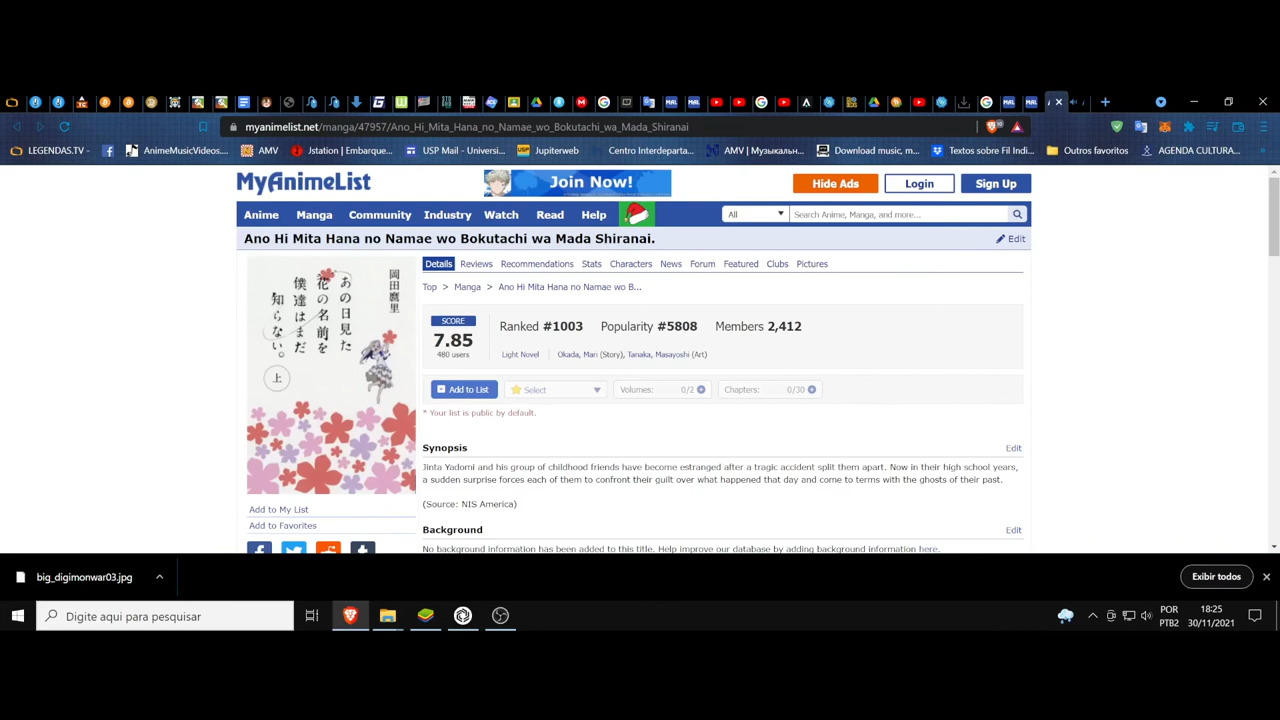 myanimelist.net/manga/47957/Ano_Hi_Mita_Hana_no_Namae_wo_Bokutachi_wa_Mada_Shiranai
LEGENDAS.TV - AnimeMusicVideos... AMV Jstation | Embarque... USP Mail - Universi... Jupiterweb Centro Interdeparta... AMV | Музыкальн... Download music, m... Textos sobre Fil Indi... Outros favoritos AGENDA CULTURA...
MyAnimeList Join Now! Hide Ads Login Sign Up
Anime Manga Community Industry Watch Read Help All Search Anime, Manga, and more...
Ano Hi Mita Hana no Namae wo Bokutachi wa Mada Shiranai. Edit
岡田麿里
あの日見た
花の名前を
僕達はまだ
知らない。
上
Details Reviews Recommendations Stats Characters News Forum Featured Clubs Pictures
Top > Manga > Ano Hi Mita Hana no Namae wo B...
SCORE
7.85
480 users
Ranked #1003 Popularity #5808 Members 2,412
Light Novel Okada, Mari (Story), Tanaka, Masayoshi (Art)
Add to List Select Volumes: 0/2 Chapters: 0/30
* Your list is public by default.
Synopsis Edit
Jinta Yadomi and his group of childhood friends have become estranged after a tragic accident split them apart. Now in their high school years,
a sudden surprise forces each of them to confront their guilt over what happened that day and come to terms with the ghosts of their past.
(Source: NIS America)
Add to My List
Add to Favorites
Background Edit
No background information has been added to this title. Help improve our database by adding background information here.
big_digimonwar03.jpg Exibir todos
Digite aqui para pesquisar
POR
PTB2
18:25
30/11/2021